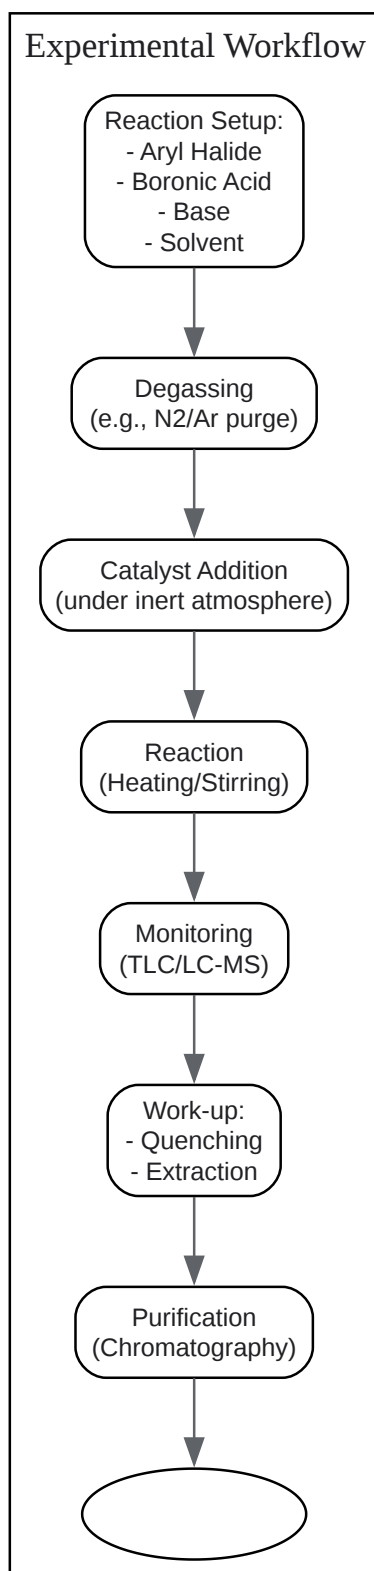 Experimental Workflow
Reaction Setup:
- Aryl Halide
- Boronic Acid
- Base
- Solvent
Degassing
(e.g., N2/Ar purge)
Catalyst Addition
(under inert atmosphere)
Reaction
(Heating/Stirring)
Monitoring
(TLC/LC-MS)
Work-up:
- Quenching
- Extraction
Purification
(Chromatography)